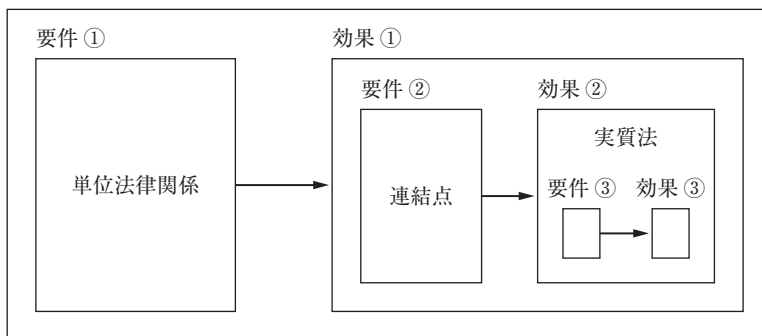 要件① 効果①
要件② 効果②
実質法
単位法律関係 連結点
要件③ 効果③